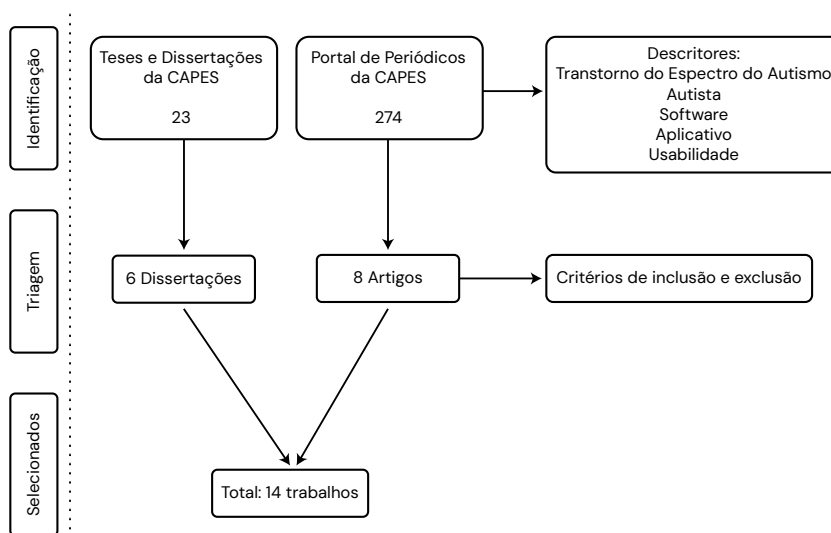 Identificação
Teses e Dissertações
da CAPES
23
Portal de Periódicos
da CAPES
274
Descritores:
Transtorno do Espectro do Autismo
Autista
Software
Aplicativo
Usabilidade
Triagem
6 Dissertações
8 Artigos
Critérios de inclusão e exclusão
Selecionados
Total: 14 trabalhos